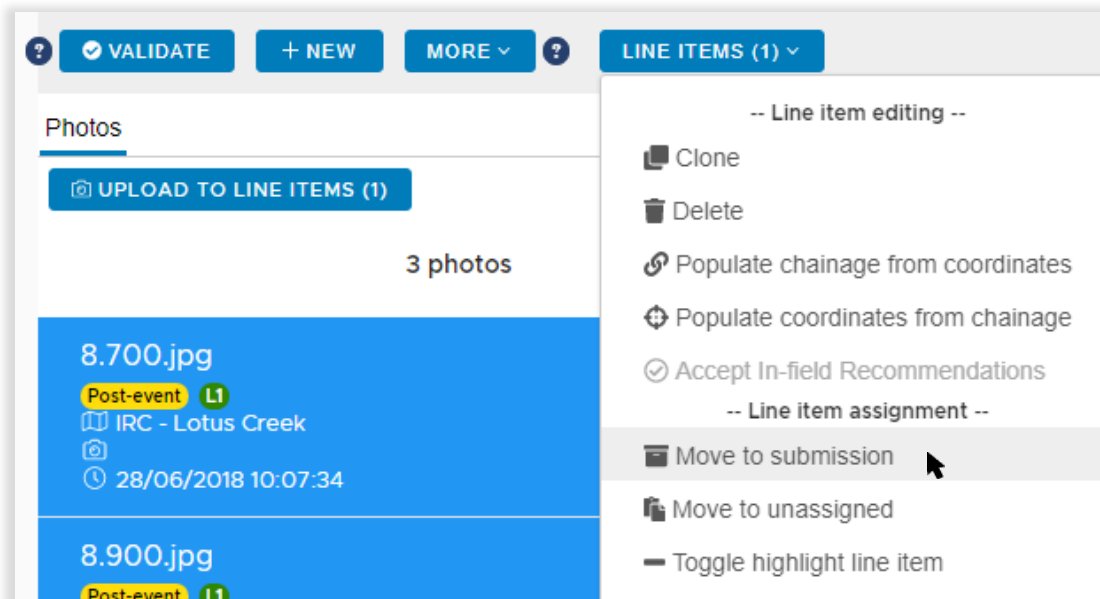 ? VALIDATE + NEW MORE ? LINE ITEMS (1)
Photos
UPLOAD TO LINE ITEMS (1)
3 photos
8.700.jpg
Post-event L1
IRC - Lotus Creek
28/06/2018 10:07:34
8.900.jpg
Post-event L1
-- Line item editing --
Clone
Delete
Populate chainage from coordinates
Populate coordinates from chainage
Accept In-field Recommendations
-- Line item assignment --
Move to submission
Move to unassigned
Toggle highlight line item